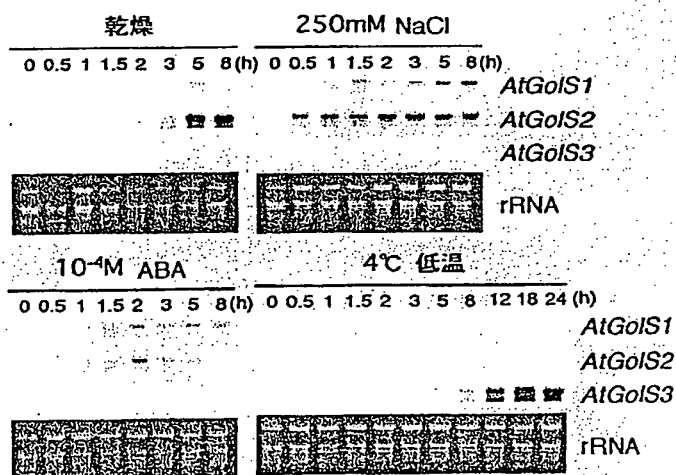 乾燥 250mM NaCl
0 0.5 1 1.5 2 3 5 8 (h) 0 0.5 1 1.5 2 3 5 8 (h)
AtGolS1
AtGolS2
AtGolS3
rRNA
10⁻⁴M ABA 4℃ 低温
0 0.5 1 1.5 2 3 5 8 (h) 0 0.5 1 1.5 2 3 5 8 12 18 24 (h)
AtGolS1
AtGolS2
AtGolS3
rRNA